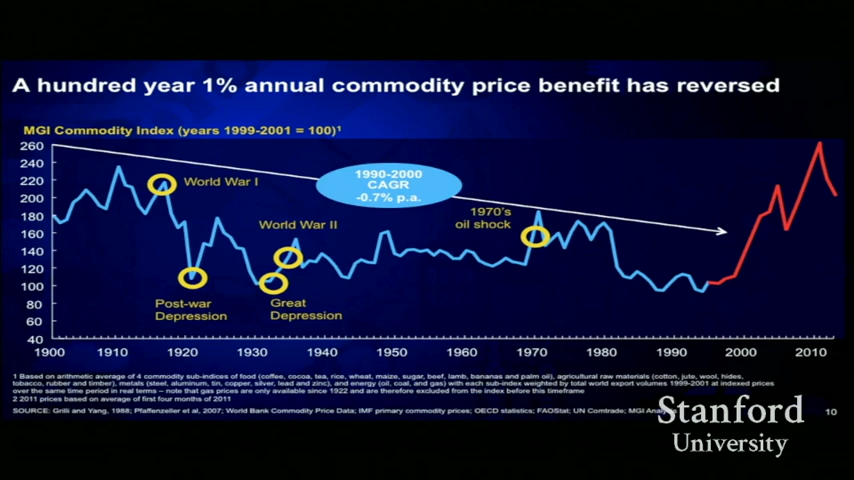 A hundred year 1% annual commodity price benefit has reversed
MGI Commodity Index (years 1999-2001 = 100)¹
260
240
220
200
180
160
140
120
100
80
60
40
World War I
1990-2000
CAGR
-0.7% p.a.
1970's
oil shock
World War II
Post-war
Depression
Great
Depression
1900 1910 1920 1930 1940 1950 1960 1970 1980 1990 2000 2010
1 Based on arithmetic average of 4 commodity sub-indices of food (coffee, cocoa, tea, rice, wheat, maize, sugar, beef, lamb, bananas and palm oil), agricultural raw materials (cotton, jute, wool, hides,
tobacco, rubber and timber), metals (steel, aluminum, tin, copper, silver, lead and zinc), and energy (oil, coal, and gas) with each sub-index weighted by total world export volumes 1999-2001 at indexed prices
over the same time period in real terms – note that gas prices are only available since 1922 and are therefore excluded from the index before this timeframe
2 2011 prices based on average of first four months of 2011
SOURCE: Grilli and Yang, 1988; Pfaffenzeller et al, 2007; World Bank Commodity Price Data; IMF primary commodity prices; OECD statistics; FAOStat; UN Comtrade; MGI
10
Stanford
University